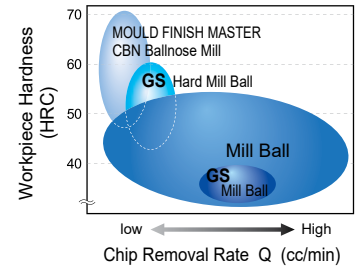 70
60
50
40
Workpiece Hardness
(HRC)
MOULD FINISH MASTER
CBN Ballnose Mill
GS Hard Mill Ball
Mill Ball
GS
Mill Ball
low
High
Chip Removal Rate Q (cc/min)